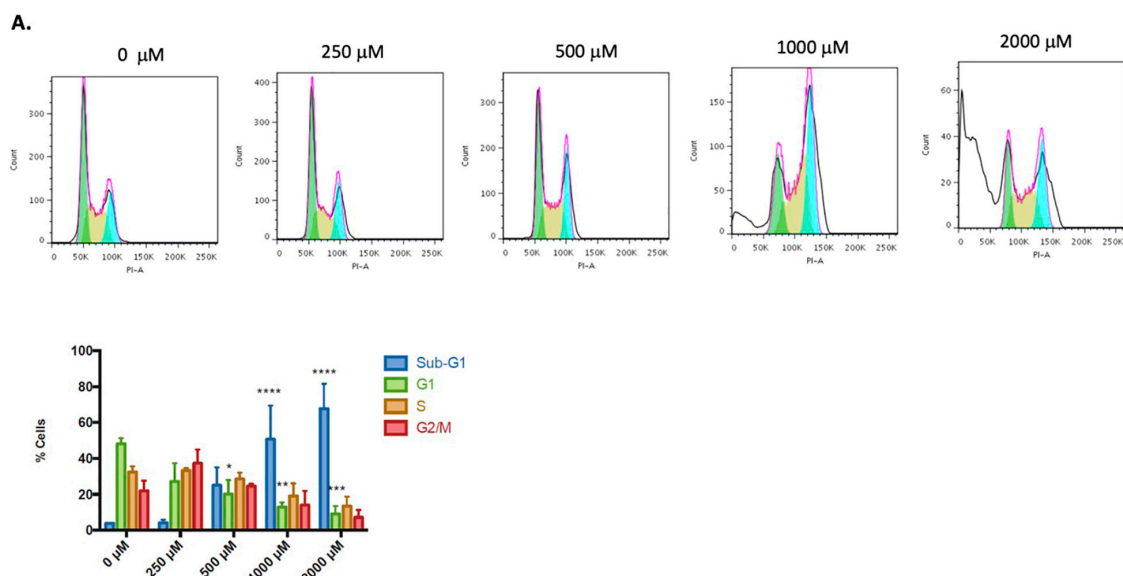 A.
0 μM
250 μM
500 μM
1000 μM
2000 μM
Count
300
200
100
0
0 50K 100K 150K 200K 250K
PI-A
Count
400
300
200
100
0
0 50K 100K 150K 200K 250K
PI-A
Count
300
200
100
0
0 50K 100K 150K 200K 250K
PI-A
Count
150
100
50
0
0 50K 100K 150K 200K 250K
PI-A
Count
60
40
20
0
0 50K 100K 150K 200K 250K
PI-A
% Cells
100
80
60
40
20
0
*
****
**
****
***
0 μM
250 μM
500 μM
Sub-G1
G1
S
G2/M